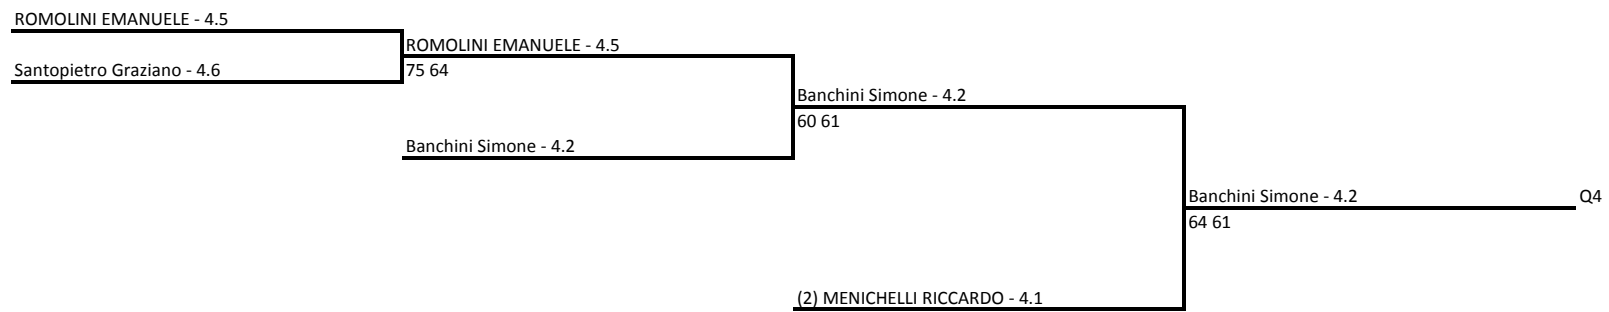 ROMOLINI EMANUELE - 4.5
ROMOLINI EMANUELE - 4.5
Santopietro Graziano - 4.6
75 64
Banchini Simone - 4.2
60 61
Banchini Simone - 4.2
Banchini Simone - 4.2
Q4
64 61
(2) MENICHELLI RICCARDO - 4.1